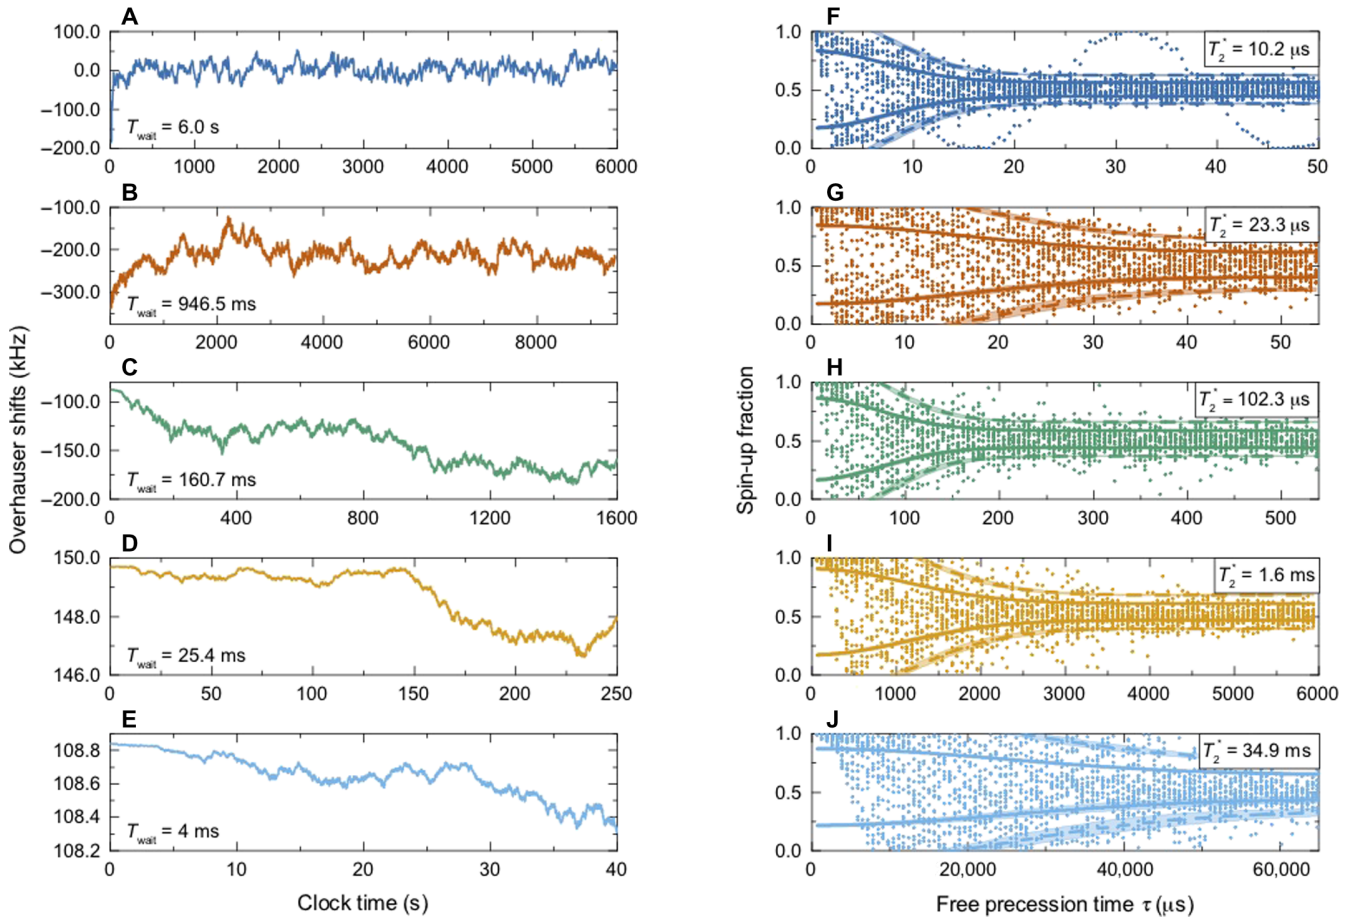 A
100.0
0.0
−100.0
−200.0
T_wait = 6.0 s
0 1000 2000 3000 4000 5000 6000
B
−100.0
−200.0
−300.0
T_wait = 946.5 ms
0 2000 4000 6000 8000
C
−100.0
−150.0
−200.0
T_wait = 160.7 ms
0 400 800 1200 1600
D
150.0
148.0
146.0
T_wait = 25.4 ms
0 50 100 150 200 250
E
108.8
108.6
108.4
108.2
T_wait = 4 ms
0 10 20 30 40
Overhauser shifts (kHz)
Clock time (s)
F
1.0
0.5
0.0
T_2^* = 10.2 μs
0 10 20 30 40 50
G
1.0
0.5
0.0
T_2^* = 23.3 μs
0 10 20 30 40 50
H
1.0
0.5
0.0
T_2^* = 102.3 μs
0 100 200 300 400 500
I
1.0
0.5
0.0
T_2^* = 1.6 ms
0 1000 2000 3000 4000 5000 6000
J
1.0
0.5
0.0
T_2^* = 34.9 ms
0 20,000 40,000 60,000
Spin-up fraction
Free precession time τ (μs)